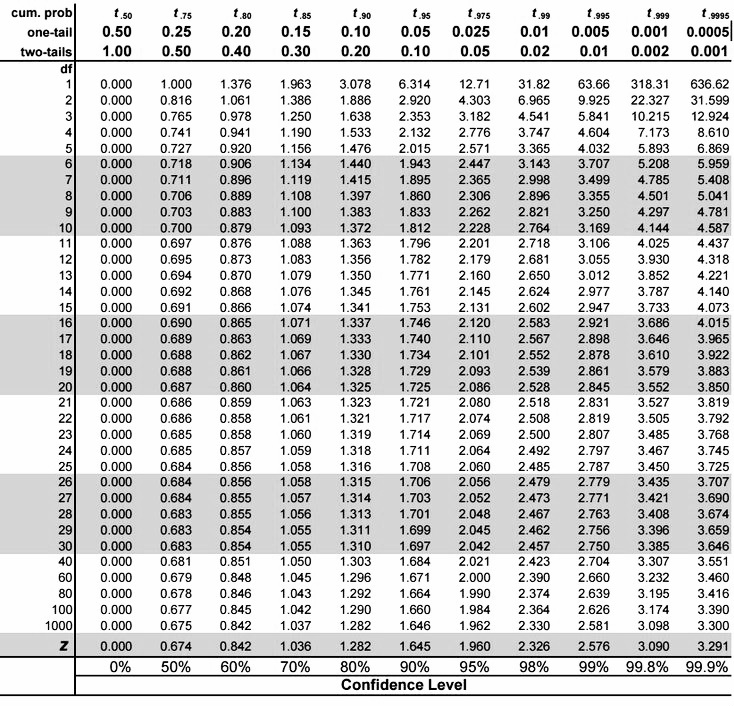 cum. prob t .50 t .75 t .80 t .85 t .90 t .95 t .975 t .99 t .995 t .999 t .9995
one-tail 0.50 0.25 0.20 0.15 0.10 0.05 0.025 0.01 0.005 0.001 0.0005
two-tails 1.00 0.50 0.40 0.30 0.20 0.10 0.05 0.02 0.01 0.002 0.001
df
1 0.000 1.000 1.376 1.963 3.078 6.314 12.71 31.82 63.66 318.31 636.62
2 0.000 0.816 1.061 1.386 1.886 2.920 4.303 6.965 9.925 22.327 31.599
3 0.000 0.765 0.978 1.250 1.638 2.353 3.182 4.541 5.841 10.215 12.924
4 0.000 0.741 0.941 1.190 1.533 2.132 2.776 3.747 4.604 7.173 8.610
5 0.000 0.727 0.920 1.156 1.476 2.015 2.571 3.365 4.032 5.893 6.869
6 0.000 0.718 0.906 1.134 1.440 1.943 2.447 3.143 3.707 5.208 5.959
7 0.000 0.711 0.896 1.119 1.415 1.895 2.365 2.998 3.499 4.785 5.408
8 0.000 0.706 0.889 1.108 1.397 1.860 2.306 2.896 3.355 4.501 5.041
9 0.000 0.703 0.883 1.100 1.383 1.833 2.262 2.821 3.250 4.297 4.781
10 0.000 0.700 0.879 1.093 1.372 1.812 2.228 2.764 3.169 4.144 4.587
11 0.000 0.697 0.876 1.088 1.363 1.796 2.201 2.718 3.106 4.025 4.437
12 0.000 0.695 0.873 1.083 1.356 1.782 2.179 2.681 3.055 3.930 4.318
13 0.000 0.694 0.870 1.079 1.350 1.771 2.160 2.650 3.012 3.852 4.221
14 0.000 0.692 0.868 1.076 1.345 1.761 2.145 2.624 2.977 3.787 4.140
15 0.000 0.691 0.866 1.074 1.341 1.753 2.131 2.602 2.947 3.733 4.073
16 0.000 0.690 0.865 1.071 1.337 1.746 2.120 2.583 2.921 3.686 4.015
17 0.000 0.689 0.863 1.069 1.333 1.740 2.110 2.567 2.898 3.646 3.965
18 0.000 0.688 0.862 1.067 1.330 1.734 2.101 2.552 2.878 3.610 3.922
19 0.000 0.688 0.861 1.066 1.328 1.729 2.093 2.539 2.861 3.579 3.883
20 0.000 0.687 0.860 1.064 1.325 1.725 2.086 2.528 2.845 3.552 3.850
21 0.000 0.686 0.859 1.063 1.323 1.721 2.080 2.518 2.831 3.527 3.819
22 0.000 0.686 0.858 1.061 1.321 1.717 2.074 2.508 2.819 3.505 3.792
23 0.000 0.685 0.858 1.060 1.319 1.714 2.069 2.500 2.807 3.485 3.768
24 0.000 0.685 0.857 1.059 1.318 1.711 2.064 2.492 2.797 3.467 3.745
25 0.000 0.684 0.856 1.058 1.316 1.708 2.060 2.485 2.787 3.450 3.725
26 0.000 0.684 0.856 1.058 1.315 1.706 2.056 2.479 2.779 3.435 3.707
27 0.000 0.684 0.855 1.057 1.314 1.703 2.052 2.473 2.771 3.421 3.690
28 0.000 0.683 0.855 1.056 1.313 1.701 2.048 2.467 2.763 3.408 3.674
29 0.000 0.683 0.854 1.055 1.311 1.699 2.045 2.462 2.756 3.396 3.659
30 0.000 0.683 0.854 1.055 1.310 1.697 2.042 2.457 2.750 3.385 3.646
40 0.000 0.681 0.851 1.050 1.303 1.684 2.021 2.423 2.704 3.307 3.551
60 0.000 0.679 0.848 1.045 1.296 1.671 2.000 2.390 2.660 3.232 3.460
80 0.000 0.678 0.846 1.043 1.292 1.664 1.990 2.374 2.639 3.195 3.416
100 0.000 0.677 0.845 1.042 1.290 1.660 1.984 2.364 2.626 3.174 3.390
1000 0.000 0.675 0.842 1.037 1.282 1.646 1.962 2.330 2.581 3.098 3.300
Z 0.000 0.674 0.842 1.036 1.282 1.645 1.960 2.326 2.576 3.090 3.291
0% 50% 60% 70% 80% 90% 95% 98% 99% 99.8% 99.9%
Confidence Level